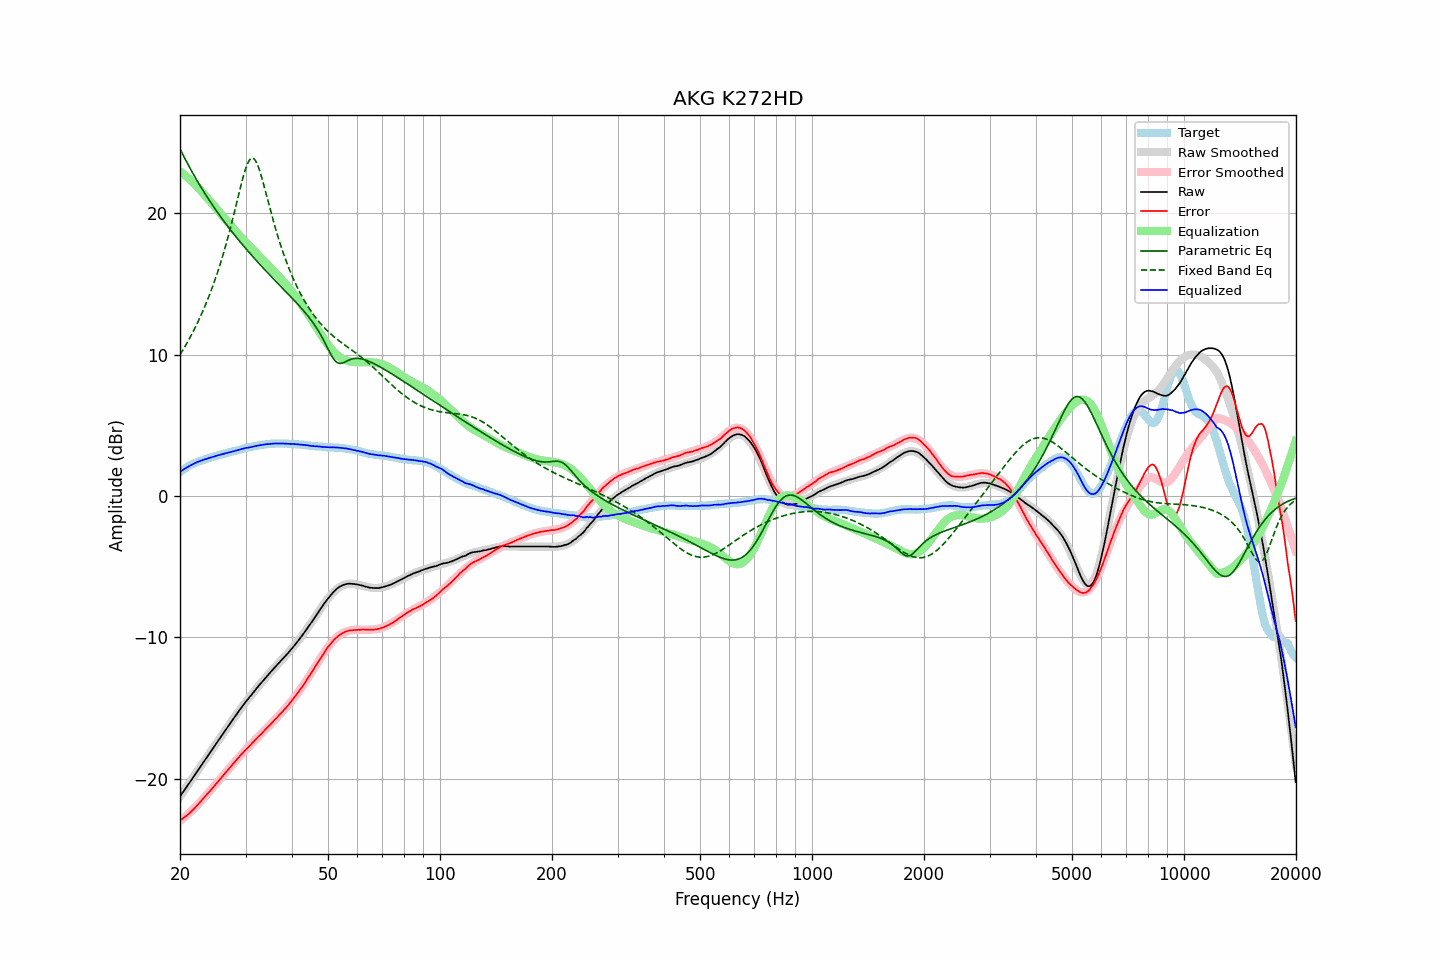 AKG K272HD
Target
Raw Smoothed
Error Smoothed
Raw
Error
Equalization
Parametric Eq
Fixed Band Eq
Equalized
Amplitude (dBr)
20
10
0
−10
−20
20 50 100 200 500 1000 2000 5000 10000 20000
Frequency (Hz)